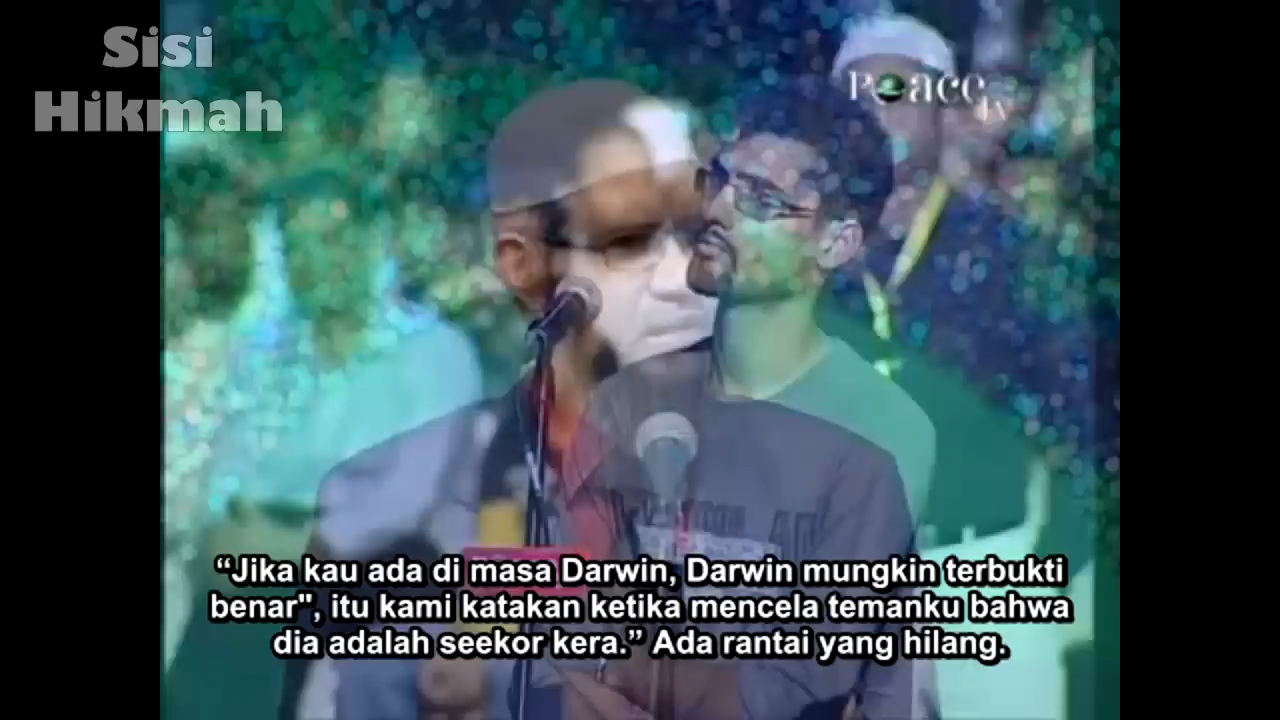 Sisi
Hikmah
Peace
TV
“Jika kau ada di masa Darwin, Darwin mungkin terbukti
benar", itu kami katakan ketika mencela temanku bahwa
dia adalah seekor kera.” Ada rantai yang hilang.